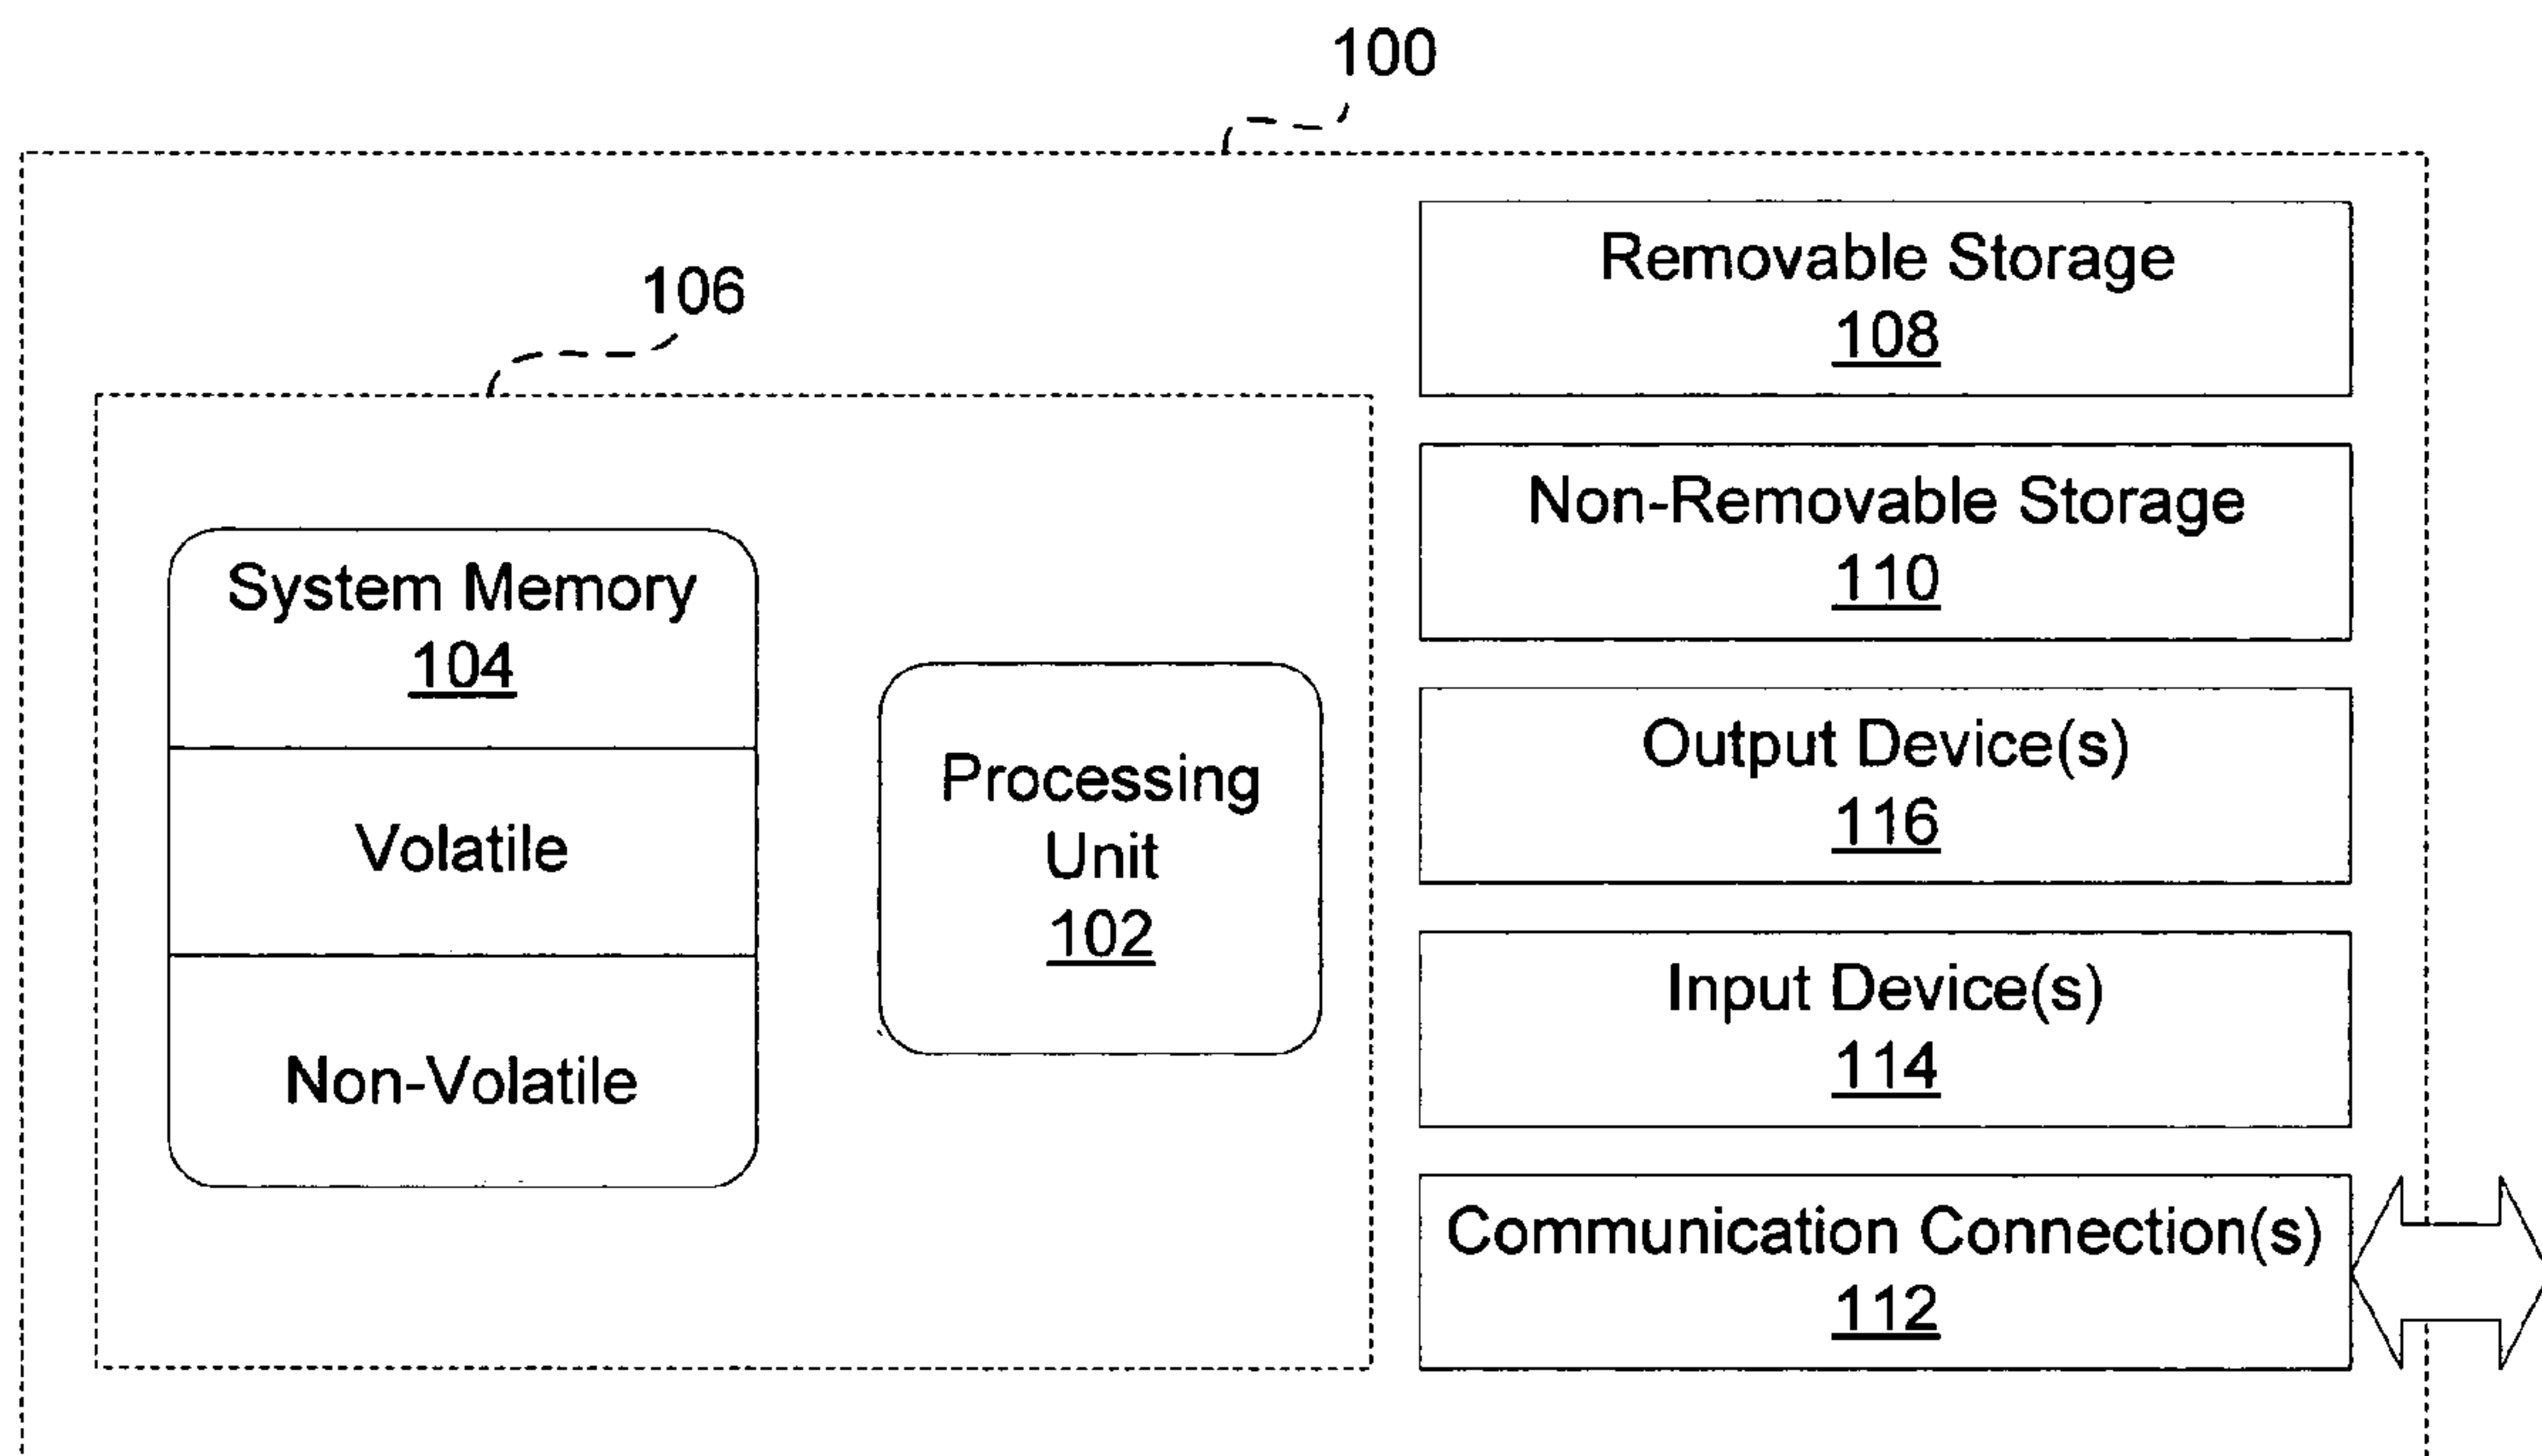 100
106
System Memory
104
Volatile
Non-Volatile
Processing
Unit
102
Removable Storage
108
Non-Removable Storage
110
Output Device(s)
116
Input Device(s)
114
Communication Connection(s)
112